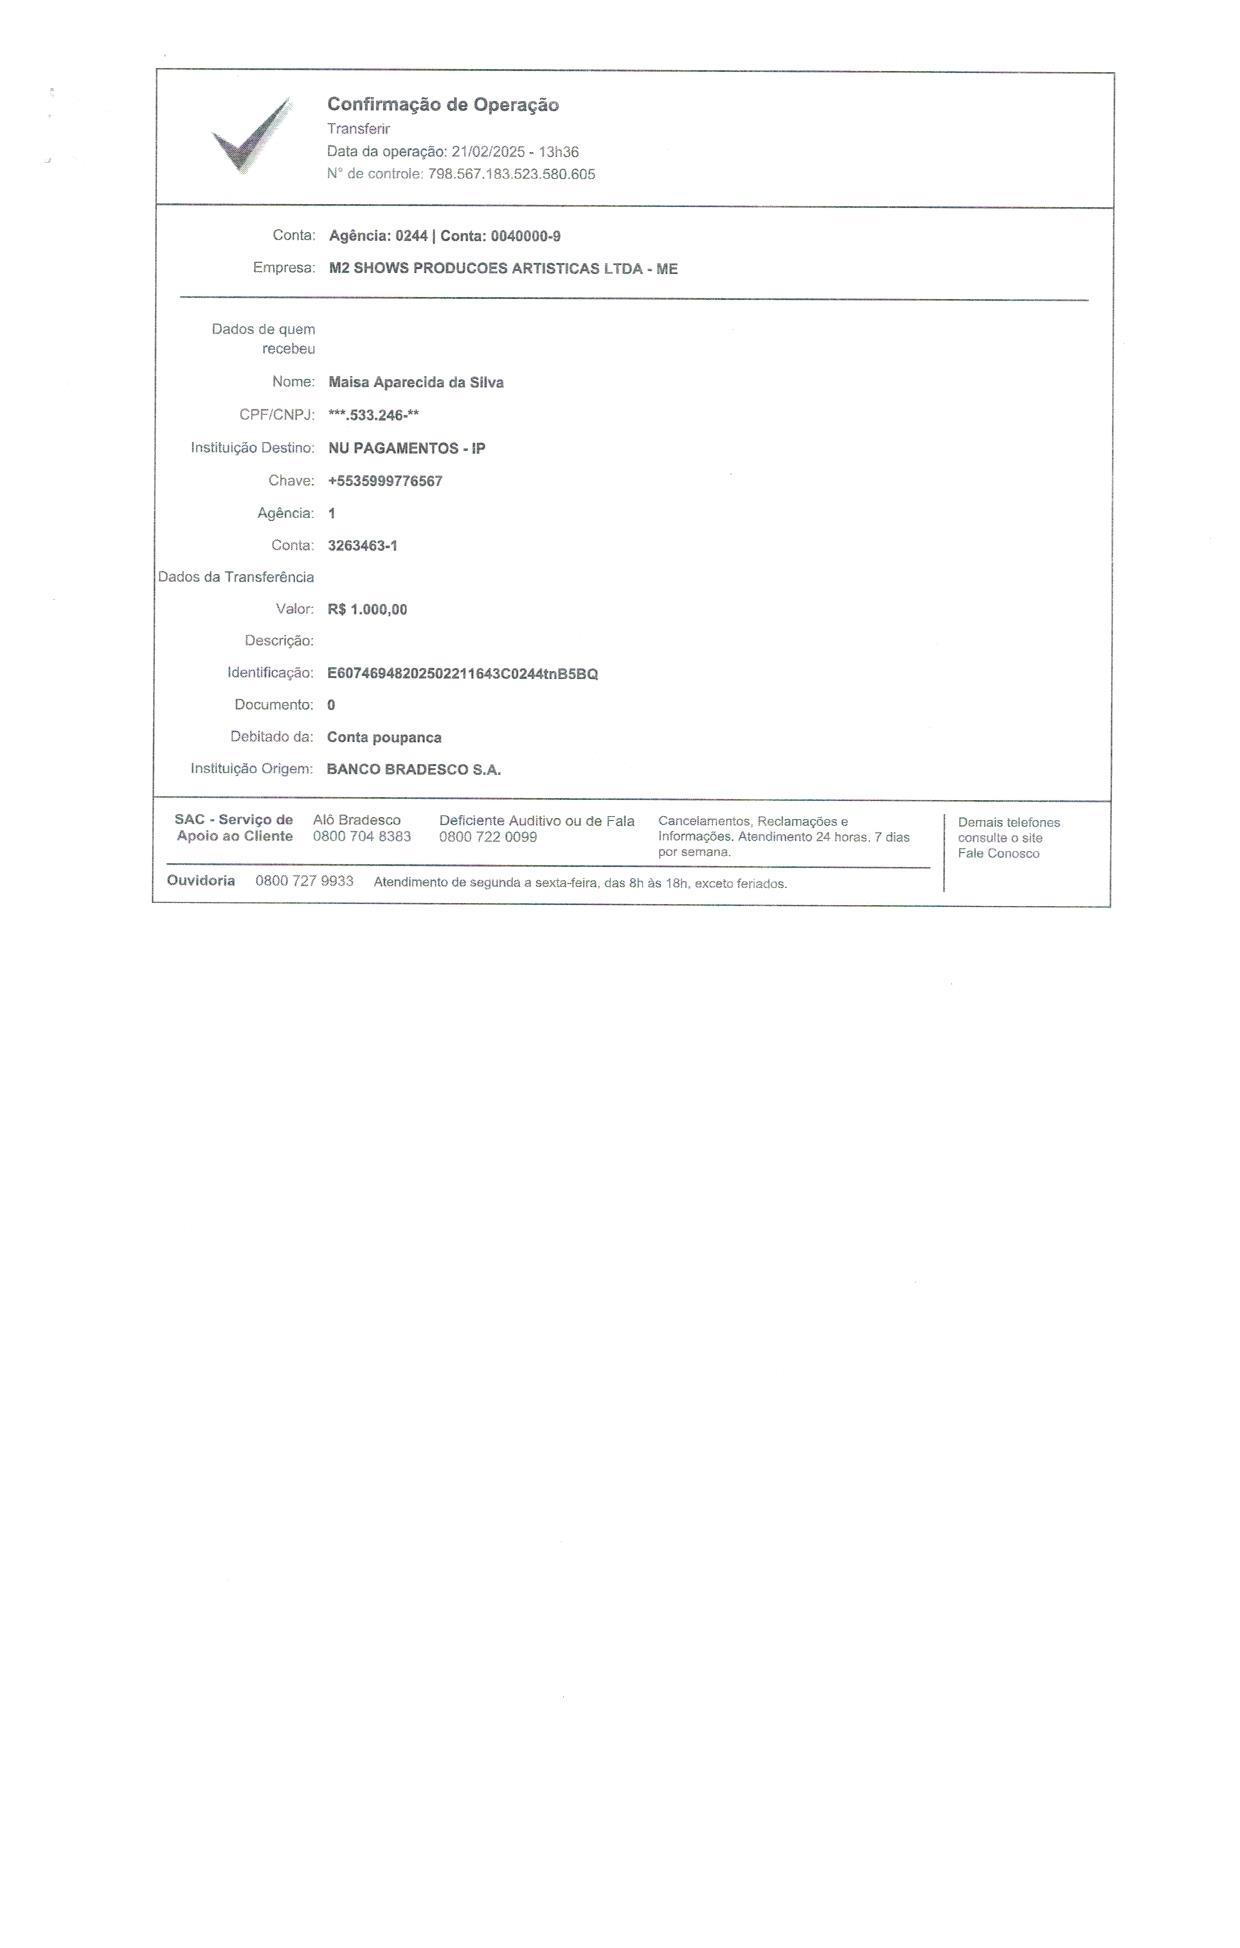 Confirmação de Operação
Transferir
Data da operação: 21/02/2025 - 13h36
N° de controle: 798.567.183.523.580.605
Conta: Agência: 0244 | Conta: 0040000-9
Empresa: M2 SHOWS PRODUCOES ARTISTICAS LTDA - ME
Dados de quem
recebeu
Nome: Maisa Aparecida da Silva
CPF/CNPJ: ***.533.246-**
Instituição Destino: NU PAGAMENTOS - IP
Chave: +5535999776567
Agência: 1
Conta: 3263463-1
Dados da Transferência
Valor: R$ 1.000,00
Descrição:
Identificação: E60746948202502211643C0244tnB5BQ
Documento: 0
Debitado da: Conta poupanca
Instituição Origem: BANCO BRADESCO S.A.
SAC - Serviço de
Apoio ao Cliente
Alô Bradesco
0800 704 8383
Deficiente Auditivo ou de Fala
0800 722 0099
Cancelamentos, Reclamações e
Informações. Atendimento 24 horas, 7 dias
por semana.
Demais telefones
consulte o site
Fale Conosco
Ouvidoria 0800 727 9933 Atendimento de segunda a sexta-feira, das 8h às 18h, exceto feriados.